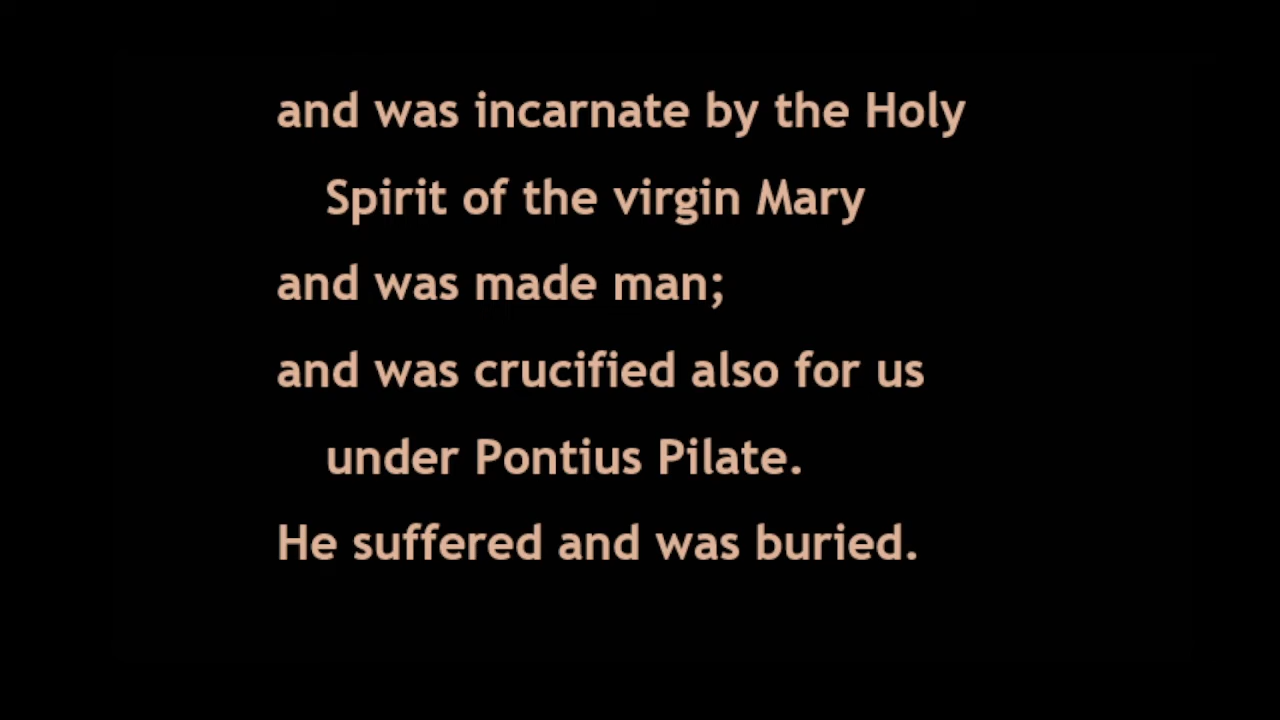 and was incarnate by the Holy
Spirit of the virgin Mary
and was made man;
and was crucified also for us
under Pontius Pilate.
He suffered and was buried.